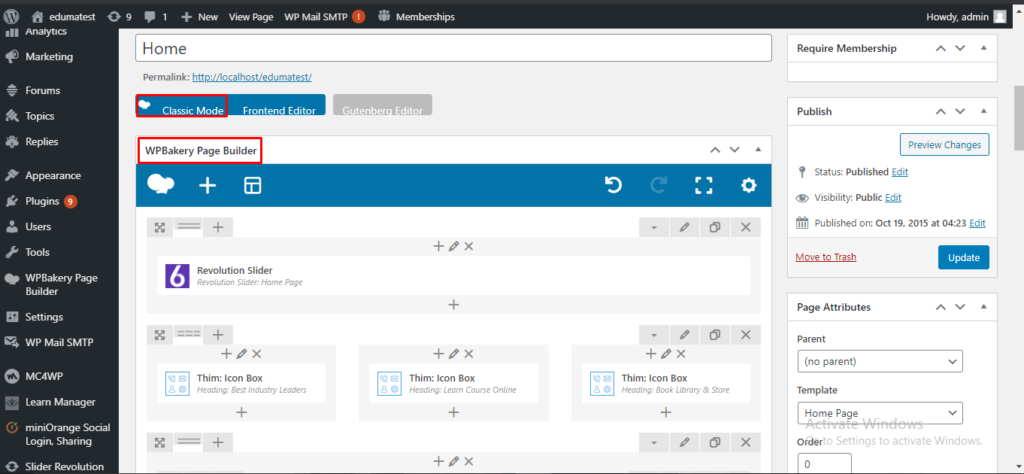 edumatest
9
1
+ New
View Page
WP Mail SMTP
!
Memberships
Howdy, admin
Analytics
Marketing
Forums
Topics
Replies
Appearance
Plugins 9
Users
Tools
WPBakery Page
Builder
Settings
WP Mail SMTP
MC4WP
Learn Manager
miniOrange Social
Login, Sharing
Slider Revolution
Home
Permalink: http://localhost/edumatest/
Classic Mode
Frontend Editor
Gutenberg Editor
WPBakery Page Builder
6
Revolution Slider
Revolution Slider: Home Page
Thim: Icon Box
Heading: Best Industry Leaders
Thim: Icon Box
Heading: Learn Course Online
Thim: Icon Box
Heading: Book Library & Store
Require Membership
Publish
Preview Changes
Status: Published Edit
Visibility: Public Edit
Published on: Oct 19, 2015 at 04:23 Edit
Move to Trash
Update
Page Attributes
Parent
(no parent)
Template
Home Page
Activate Windows
Go to Settings to activate Windows.
Order
0